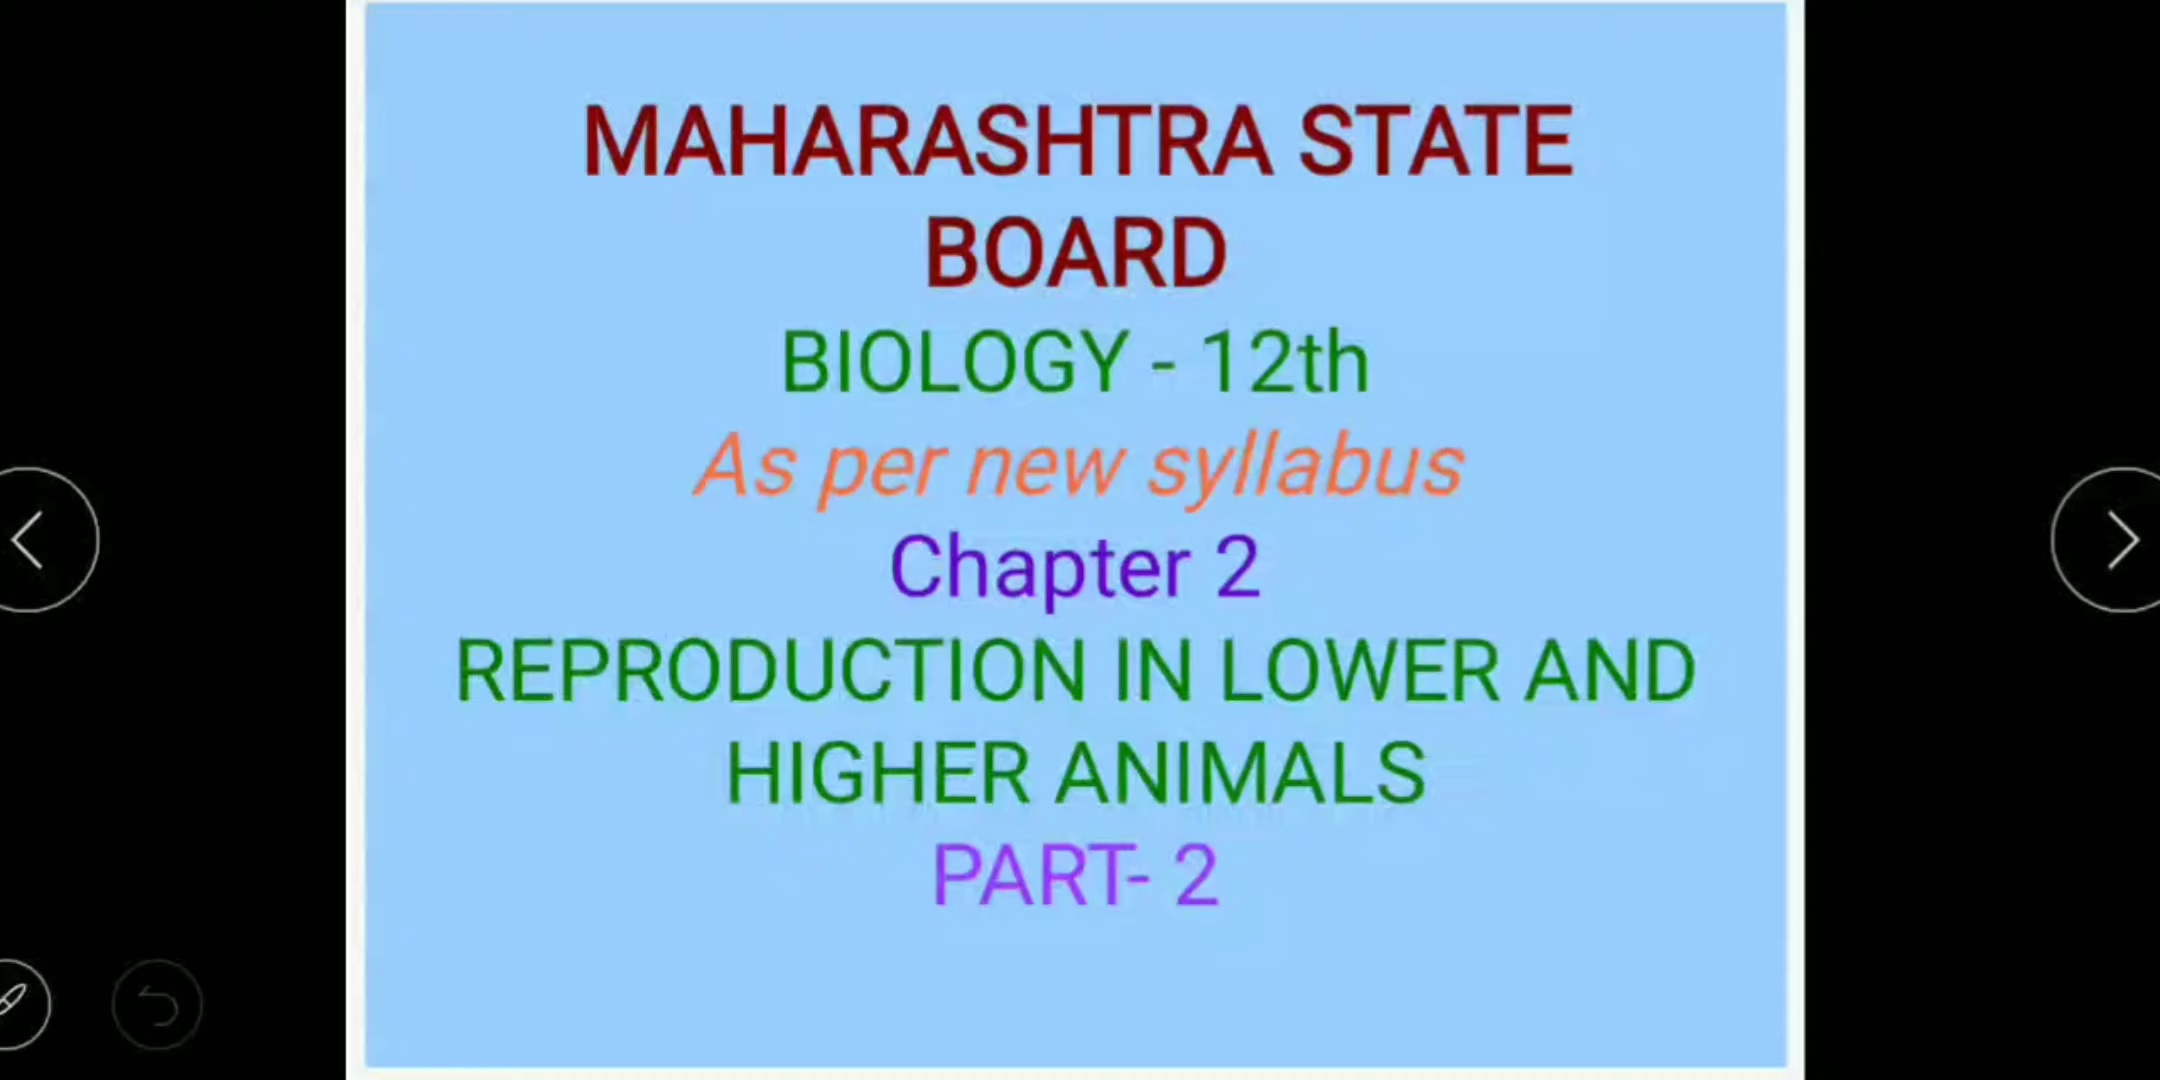 MAHARASHTRA STATE
BOARD
BIOLOGY - 12th
As per new syllabus
Chapter 2
REPRODUCTION IN LOWER AND
HIGHER ANIMALS
PART- 2